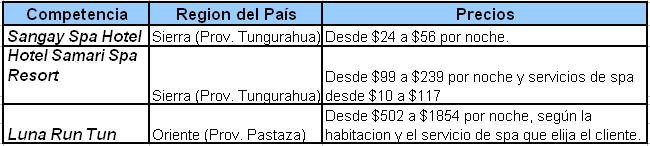 Competencia Region del País Precios
Sangay Spa Hotel Sierra (Prov. Tungurahua) Desde $24 a $56 por noche.
Hotel Samari Spa
Resort
Sierra (Prov. Tungurahua)
Desde $99 a $239 por noche y servicios de spa
desde $10 a $117
Luna Run Tun
Oriente (Prov. Pastaza)
Desde $502 a $1854 por noche, según la
habitacion y el servicio de spa que elija el cliente.